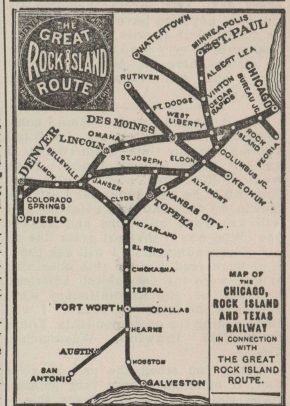 THE
GREAT
ROCK ISLAND
ROUTE
WATERTOWN
MINNEAPOLIS
ST. PAUL
ALBERT LEA
RUTHVEN
VINTON
CEDAR
RAPIDS
CHICAGO
BUREAU JC.
FT. DODGE
WEST
LIBERTY
DES MOINES
ROCK
ISLAND
PEORIA
OMAHA
LINCOLN
DENVER
BELLEVILLE
LIMON
ST. JOSEPH
ELDON
COLUMBUS JC.
KEOKUK
ALTAMONT
JANSEN
COLORADO
SPRINGS
CLYDE
KANSAS CITY
TOPEKA
PUEBLO
McFARLAND
EL RENO
CHICKASHA
TERRAL
FORT WORTH
DALLAS
HEARNE
AUSTIN
HOUSTON
SAN
ANTONIO
GALVESTON
MAP OF
THE
CHICAGO,
ROCK ISLAND
AND TEXAS
RAILWAY
IN CONNECTION
WITH
THE GREAT
ROCK ISLAND
ROUTE.